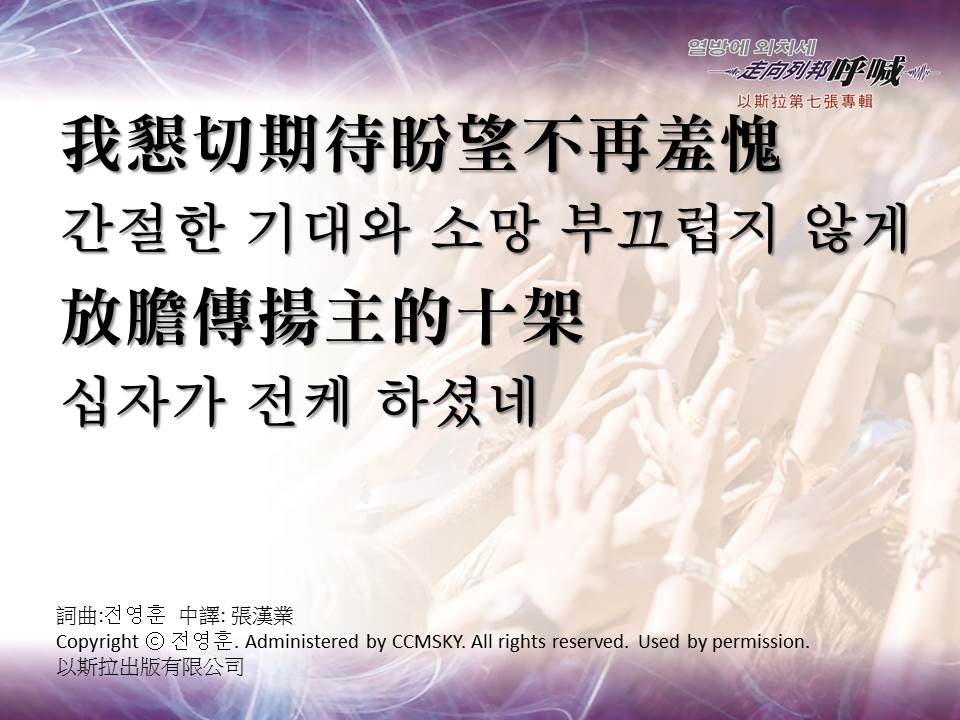 열방에 외치세
走向列邦呼喊
以斯拉第七張專輯
我懇切期待盼望不再羞愧
간절한 기대와 소망 부끄럽지 않게
放膽傳揚主的十架
십자가 전케 하셨네
詞曲:전영훈 中譯: 張漢業
Copyright ⓒ 전영훈. Administered by CCMSKY. All rights reserved. Used by permission.
以斯拉出版有限公司